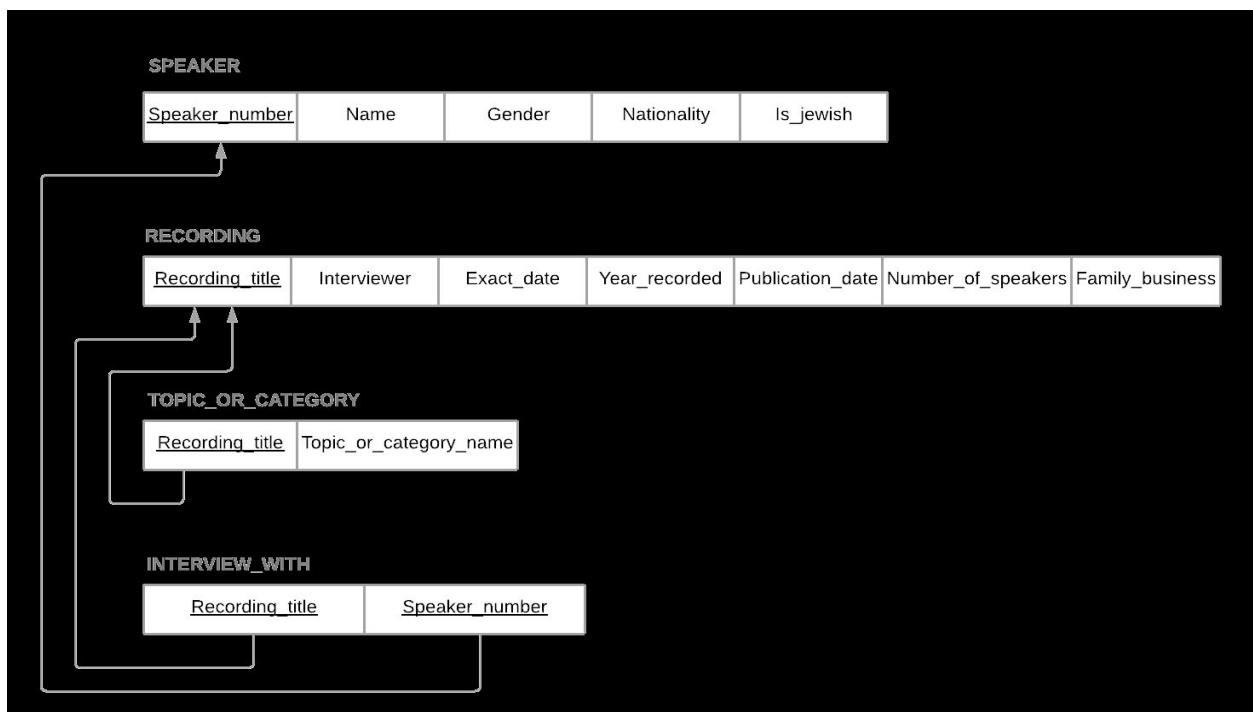 SPEAKER
Speaker_number Name Gender Nationality Is_jewish
RECORDING
Recording_title Interviewer Exact_date Year_recorded Publication_date Number_of_speakers Family_business
TOPIC_OR_CATEGORY
Recording_title Topic_or_category_name
INTERVIEW_WITH
Recording_title Speaker_number